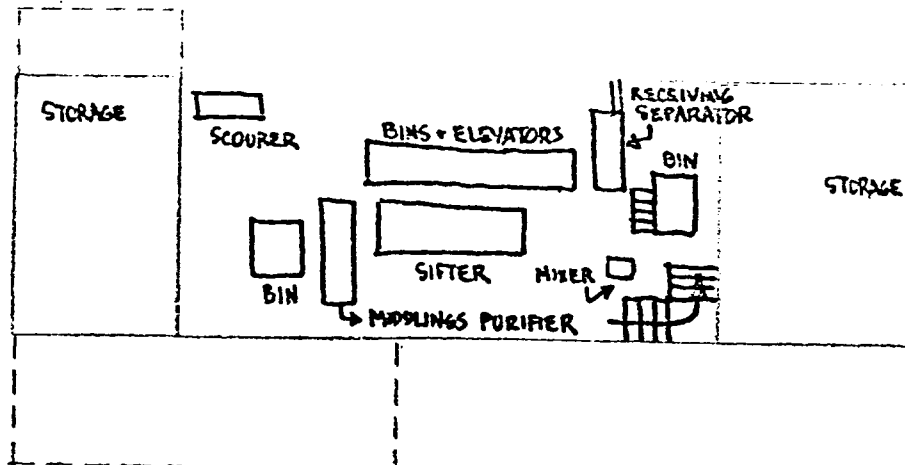 STORAGE
SCOURER
BINS + ELEVATORS
RECEIVING
SEPARATOR
BIN
STORAGE
BIN
SIFTER
MIXER
MIDDLINGS PURIFIER